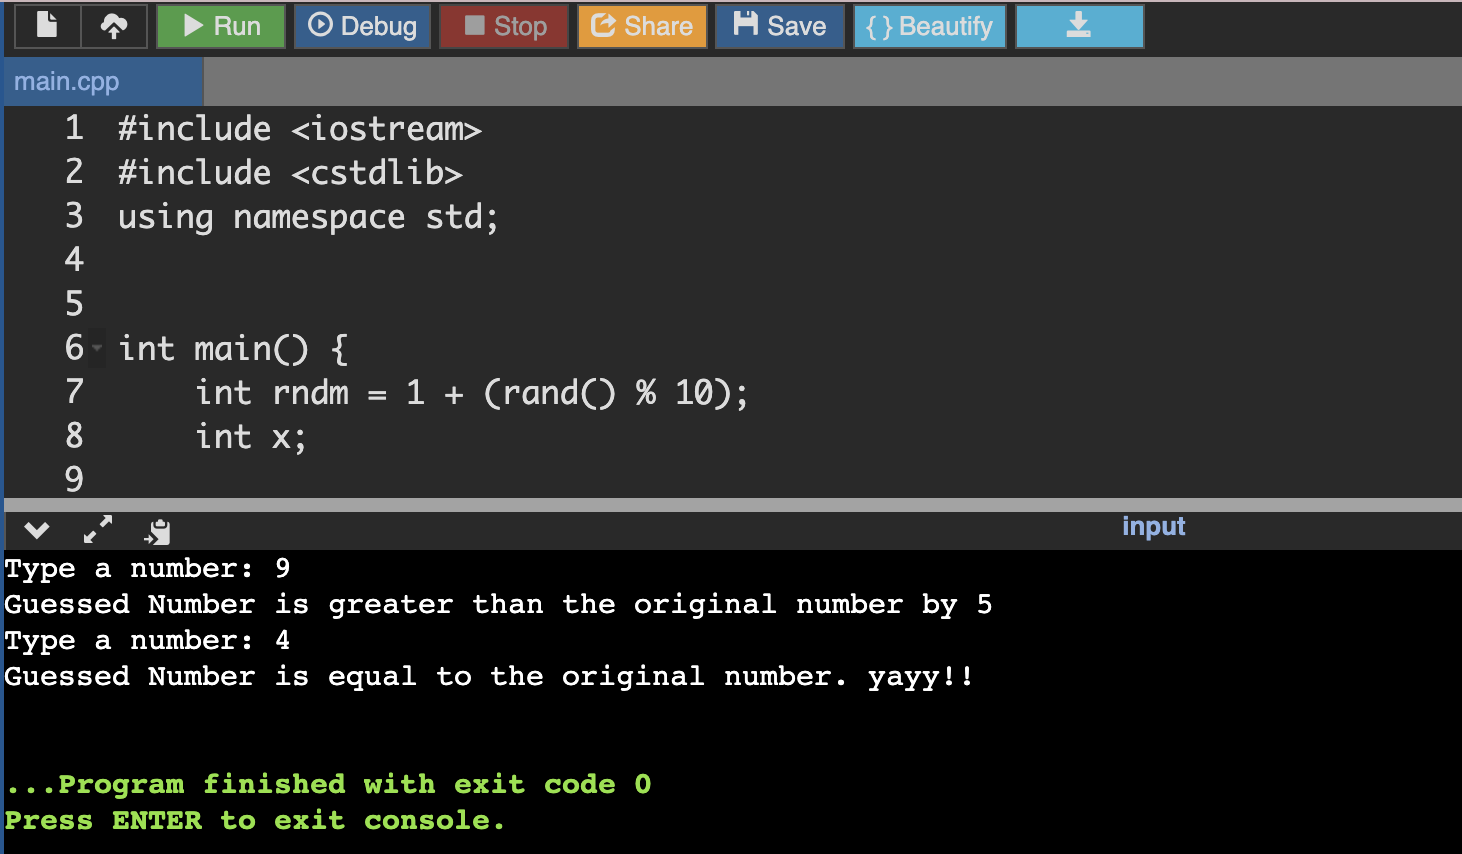 Run Debug Stop Share Save { } Beautify
main.cpp
1 #include <iostream>
2 #include <cstdlib>
3 using namespace std;
4
5
6 int main() {
7     int rndm = 1 + (rand() % 10);
8     int x;
9
input
Type a number: 9
Guessed Number is greater than the original number by 5
Type a number: 4
Guessed Number is equal to the original number. yayy!!
...Program finished with exit code 0
Press ENTER to exit console.